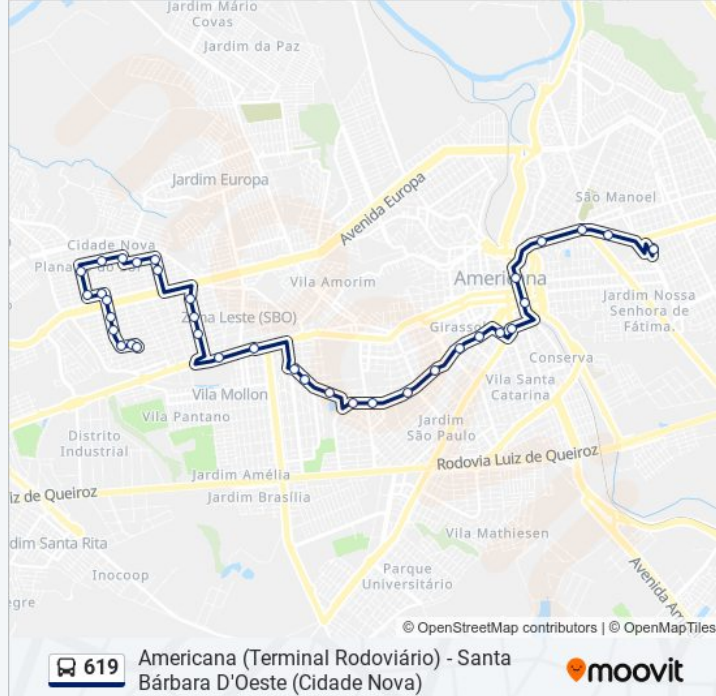 Jardim Mário
Covas
Jardim da Paz
Jardim Europa
Avenida Europa
São Manoel
Cidade Nova
Vila Amorim
Americana
Zona Leste (SBO)
Jardim Nossa
Senhora de
Fátima.
Girassol
Conserva
Vila Santa
Catarina
Vila Mollon
Vila Pantano
Jardim
São Paulo
Distrito
Industrial
Rodovia Luiz de Queiroz
Jardim Amélia
iz de Queiroz
Jardim Brasília
dim Santa Rita
Vila Mathiesen
Inocoop
Parque
Universitário
egre
Avenida Am
© OpenStreetMap contributors | © OpenMapTiles
619
Americana (Terminal Rodoviário) - Santa
Bárbara D'Oeste (Cidade Nova)
moovit